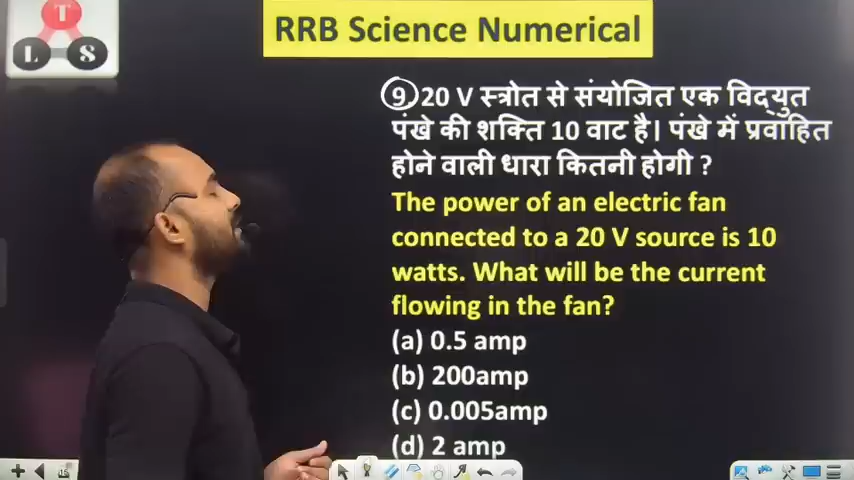 T
L S
RRB Science Numerical
9. 20 V स्त्रोत से संयोजित एक विद्युत
पंखे की शक्ति 10 वाट है। पंखे में प्रवाहित
होने वाली धारा कितनी होगी ?
The power of an electric fan
connected to a 20 V source is 10
watts. What will be the current
flowing in the fan?
(a) 0.5 amp
(b) 200amp
(c) 0.005amp
(d) 2 amp
15